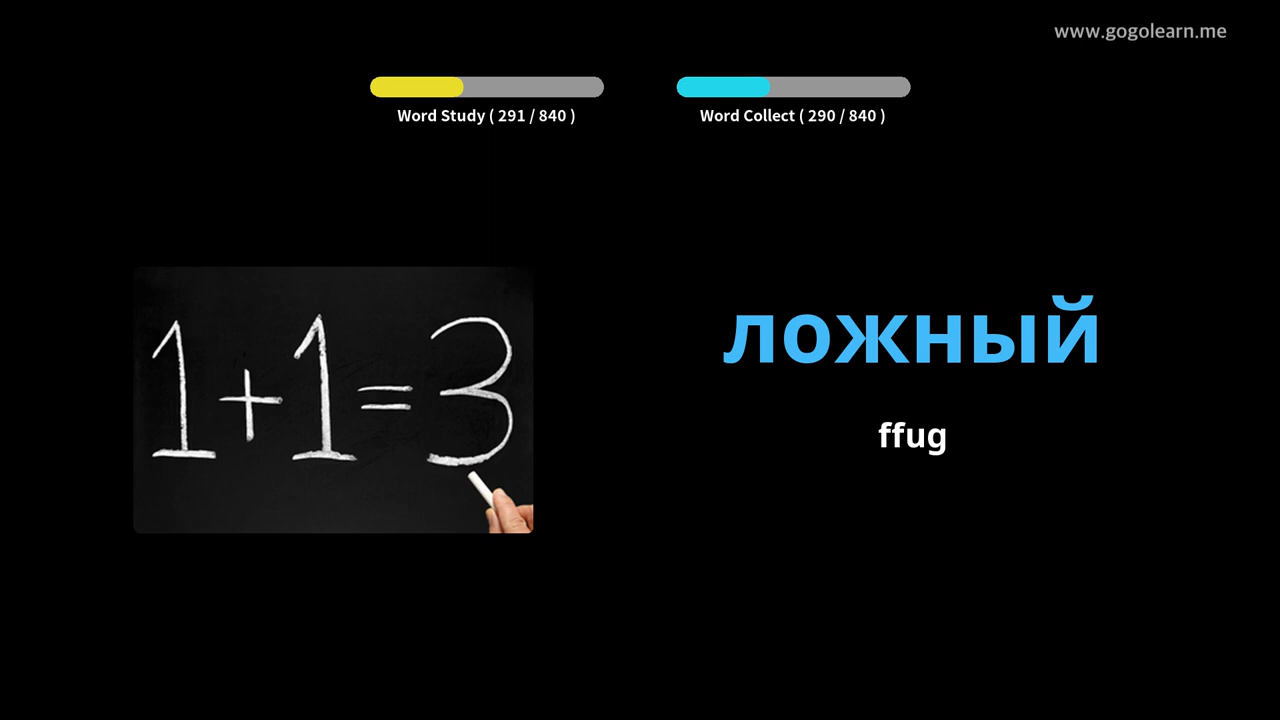 www.gogolearn.me
Word Study ( 291 / 840 )
Word Collect ( 290 / 840 )
1+1=3
ложный
ffug